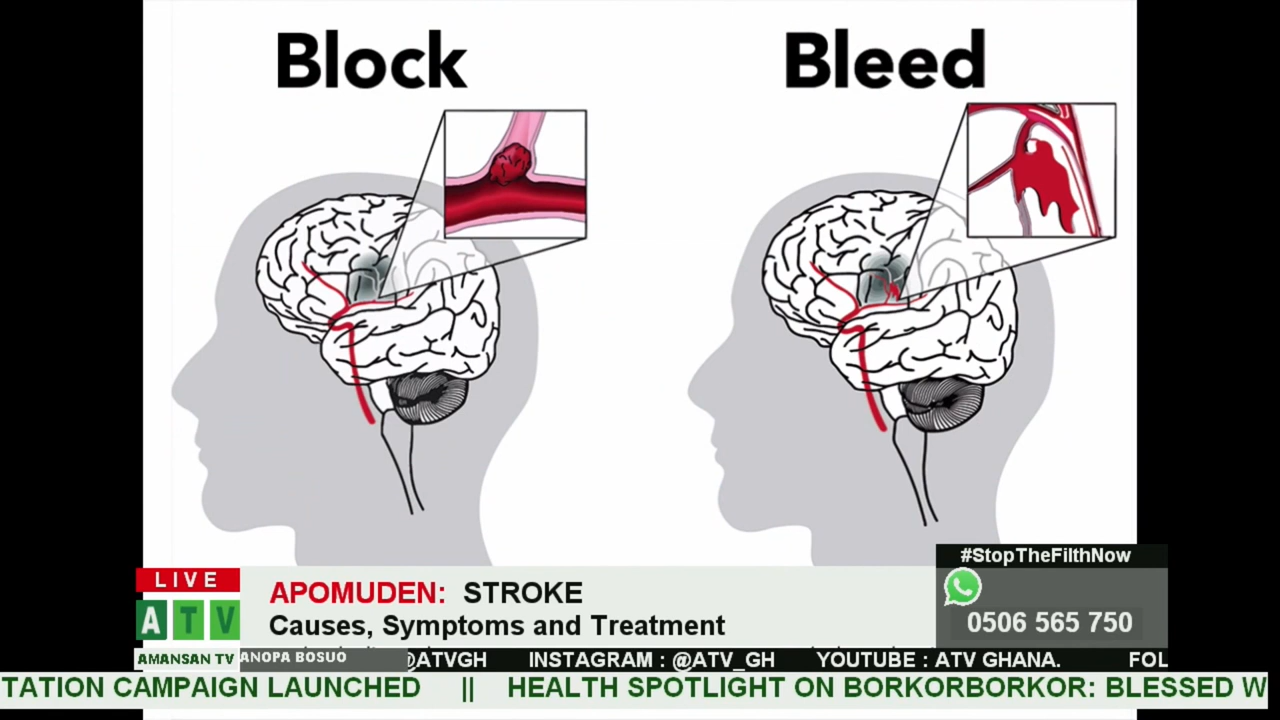 Block
Bleed
#StopTheFilthNow
0506 565 750
LIVE
ATV
AMANSAN TV
APOMUDEN: STROKE
Causes, Symptoms and Treatment
ANOPA BOSUO
@ATVGH INSTAGRAM : @ATV_GH YOUTUBE : ATV GHANA. FOL
TATION CAMPAIGN LAUNCHED || HEALTH SPOTLIGHT ON BORKORBORKOR: BLESSED W